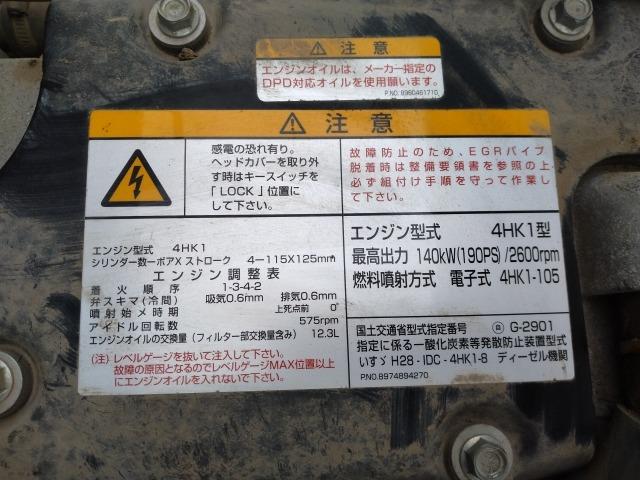 ⚠ 注意
エンジンオイルは、メーカー指定の
DPD対応オイルを使用願います。
P.NO. 8980461710
⚠ 注意
感電の恐れ有り。
ヘッドカバーを取り外
す時はキースイッチを
「LOCK」位置に
して下さい。
故障防止のため、EGRパイプ
脱着時は整備要領書を参照の上
必ず組付け手順を守って作業し
て下さい。
エンジン型式 4HK1
シリンダ数ーボアX ストローク 4ー115X125mm
エンジン調整表
着火順序 1-3-4-2
弁スキマ(冷間) 吸気0.6mm 排気0.6mm
噴射始メ時期 上死点前 0°
アイドル回転数 575rpm
エンジンオイルの交換量(フィルター部交換量含み) 12.3L
(注) レベルゲージを抜いて注入して下さい。
故障の原因となるのでレベルゲージMAX位置以上
にエンジンオイルを入れないで下さい。
エンジン型式 4HK1型
最高出力 140kW(190PS)/2600rpm
燃料噴射方式 電子式 4HK1-105
国土交通省型式指定番号 G-2901
指定に係る一酸化炭素等発散防止装置型式
いすゞ H28-IDC-4HK1-8 ディーゼル機関
P.NO.8974894270